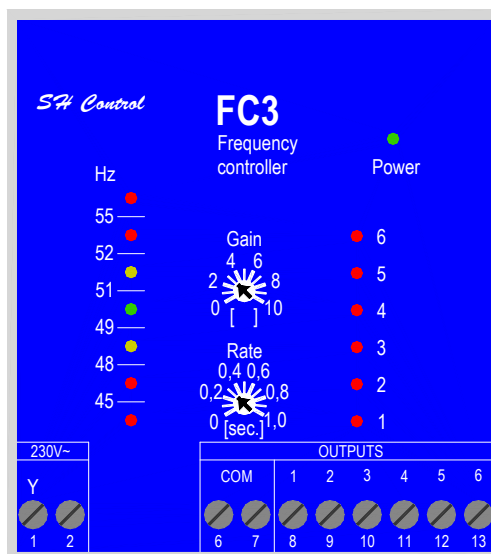 SH Control
FC3
Frequency
controller
Power
Hz
55
52
51
49
48
45
Gain
4 6
2 8
0 10
[ ]
Rate
0,4 0,6
0,2 0,8
0 [sec.] 1,0
6
5
4
3
2
1
230V~
Y
1 2
OUTPUTS
COM 1 2 3 4 5 6
6 7 8 9 10 11 12 13